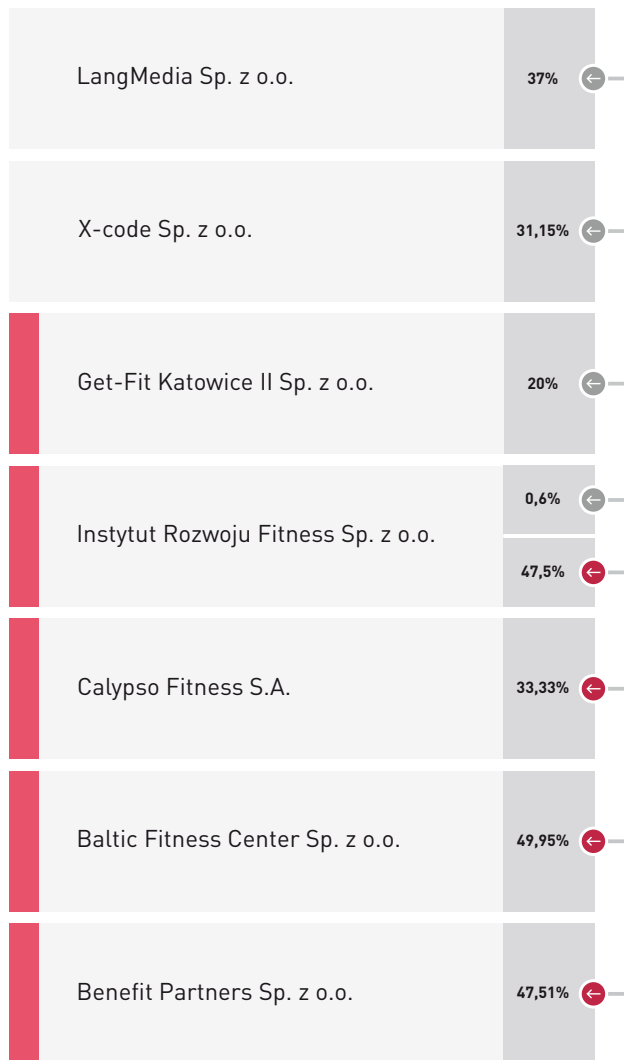 LangMedia Sp. z o.o.
37%
X-code Sp. z o.o.
31,15%
Get-Fit Katowice II Sp. z o.o.
20%
Instytut Rozwoju Fitness Sp. z o.o.
0,6%
47,5%
Calypso Fitness S.A.
33,33%
Baltic Fitness Center Sp. z o.o.
49,95%
Benefit Partners Sp. z o.o.
47,51%